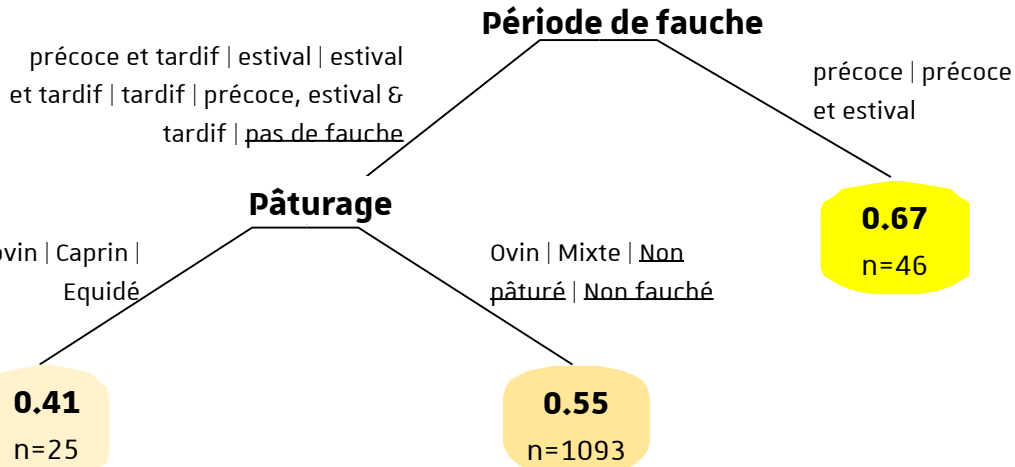 Période de fauche
précoce et tardif | estival | estival
et tardif | tardif | précoce, estival &
tardif | pas de fauche
précoce | précoce
et estival
0.67
n=46
Pâturage
| Caprin |
Equidé
Ovin | Mixte | Non
pâturé | Non fauché
0.41
n=25
0.55
n=1093